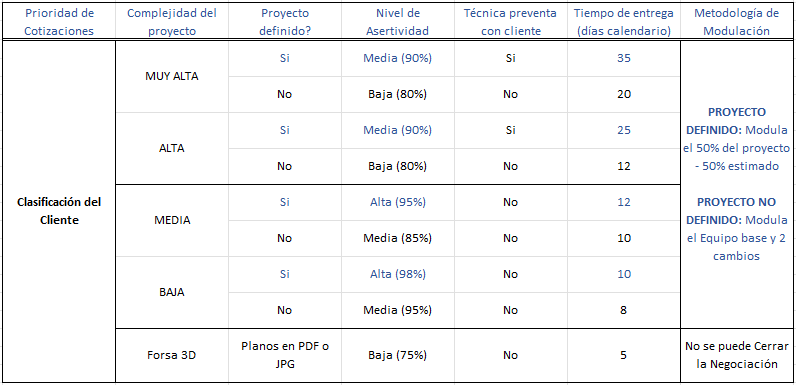 Prioridad de Cotizaciones | Complejidad del proyecto | Proyecto definido? | Nivel de Asertividad | Técnica preventa con cliente | Tiempo de entrega (días calendario) | Metodología de Modulación
Clasificación del Cliente
MUY ALTA
Si | Media (90%) | Si | 35
No | Baja (80%) | No | 20
ALTA
Si | Media (90%) | Si | 25
No | Baja (80%) | No | 12
MEDIA
Si | Alta (95%) | No | 12
No | Media (85%) | No | 10
BAJA
Si | Alta (98%) | No | 10
No | Media (95%) | No | 8
PROYECTO
DEFINIDO: Modula
el 50% del proyecto
- 50% estimado
PROYECTO NO
DEFINIDO: Modula
el Equipo base y 2
cambios
Forsa 3D | Planos en PDF o JPG | Baja (75%) | No | 5 | No se puede Cerrar la Negociación